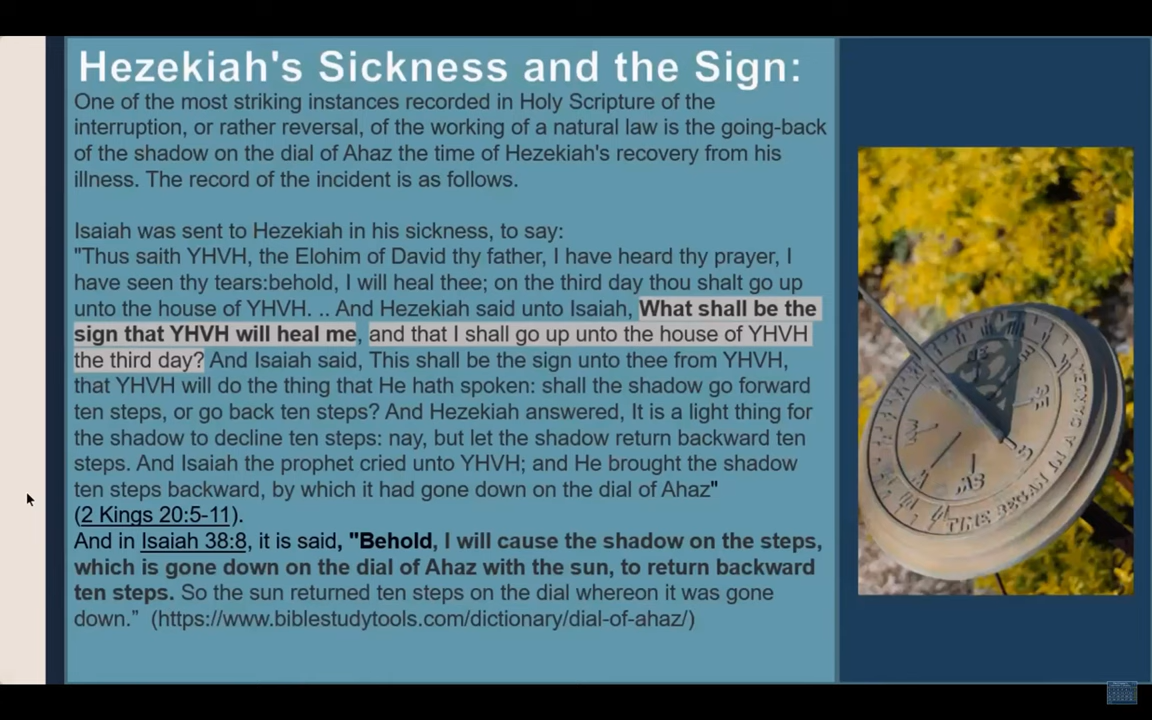 Hezekiah's Sickness and the Sign:
One of the most striking instances recorded in Holy Scripture of the
interruption, or rather reversal, of the working of a natural law is the going-back
of the shadow on the dial of Ahaz the time of Hezekiah's recovery from his
illness. The record of the incident is as follows.
Isaiah was sent to Hezekiah in his sickness, to say:
"Thus saith YHVH, the Elohim of David thy father, I have heard thy prayer, I
have seen thy tears:behold, I will heal thee; on the third day thou shalt go up
unto the house of YHVH. .. And Hezekiah said unto Isaiah, What shall be the
sign that YHVH will heal me, and that I shall go up unto the house of YHVH
the third day? And Isaiah said, This shall be the sign unto thee from YHVH,
that YHVH will do the thing that He hath spoken: shall the shadow go forward
ten steps, or go back ten steps? And Hezekiah answered, It is a light thing for
the shadow to decline ten steps: nay, but let the shadow return backward ten
steps. And Isaiah the prophet cried unto YHVH; and He brought the shadow
ten steps backward, by which it had gone down on the dial of Ahaz"
(2 Kings 20:5-11).
And in Isaiah 38:8, it is said, "Behold, I will cause the shadow on the steps,
which is gone down on the dial of Ahaz with the sun, to return backward
ten steps. So the sun returned ten steps on the dial whereon it was gone
down.” (https://www.biblestudytools.com/dictionary/dial-of-ahaz/)
TIME BEGAN IN A GARDEN